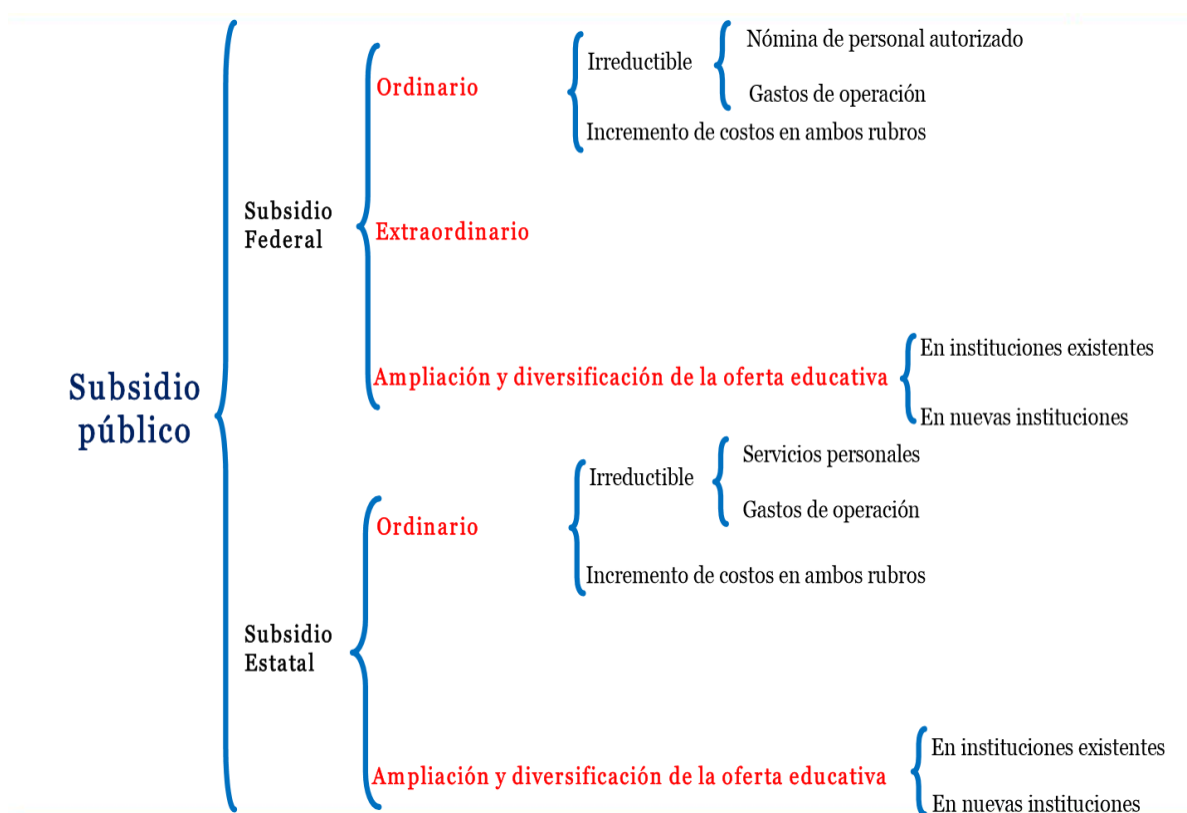 Subsidio
público
Subsidio
Federal
Ordinario
Irreductible
Nómina de personal autorizado
Gastos de operación
Incremento de costos en ambos rubros
Extraordinario
Ampliación y diversificación de la oferta educativa
En instituciones existentes
En nuevas instituciones
Subsidio
Estatal
Ordinario
Irreductible
Servicios personales
Gastos de operación
Incremento de costos en ambos rubros
Ampliación y diversificación de la oferta educativa
En instituciones existentes
En nuevas instituciones